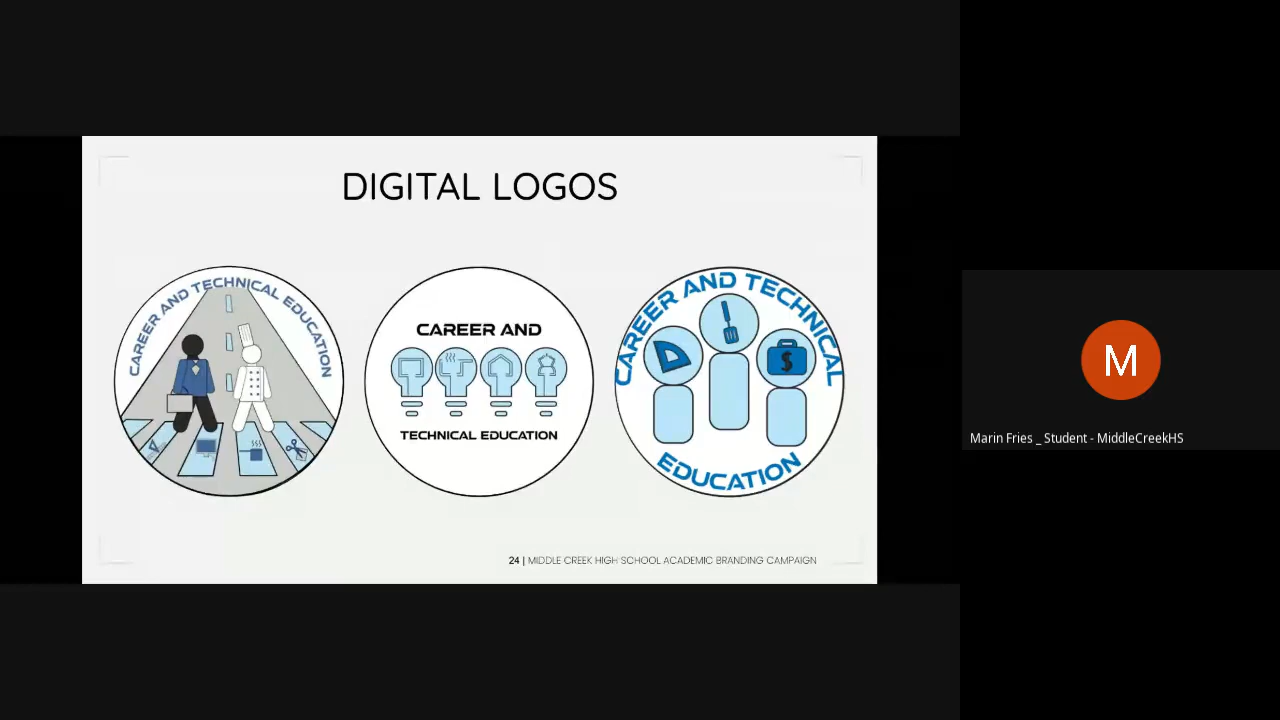 DIGITAL LOGOS
CAREER AND TECHNICAL EDUCATION
CAREER AND
TECHNICAL EDUCATION
CAREER AND TECHNICAL
$
EDUCATION
24 | MIDDLE CREEK HIGH SCHOOL ACADEMIC BRANDING CAMPAIGN
M
Marin Fries _ Student - MiddleCreekHS